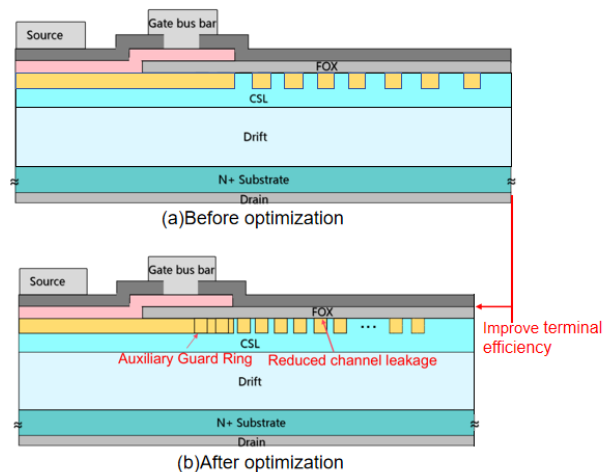 Gate bus bar
Source
FOX
CSL
Drift
N+ Substrate
Drain
(a)Before optimization
Gate bus bar
Source
FOX
Improve terminal
efficiency
...
Auxiliary Guard Ring
Reduced channel leakage
CSL
Drift
N+ Substrate
Drain
(b)After optimization